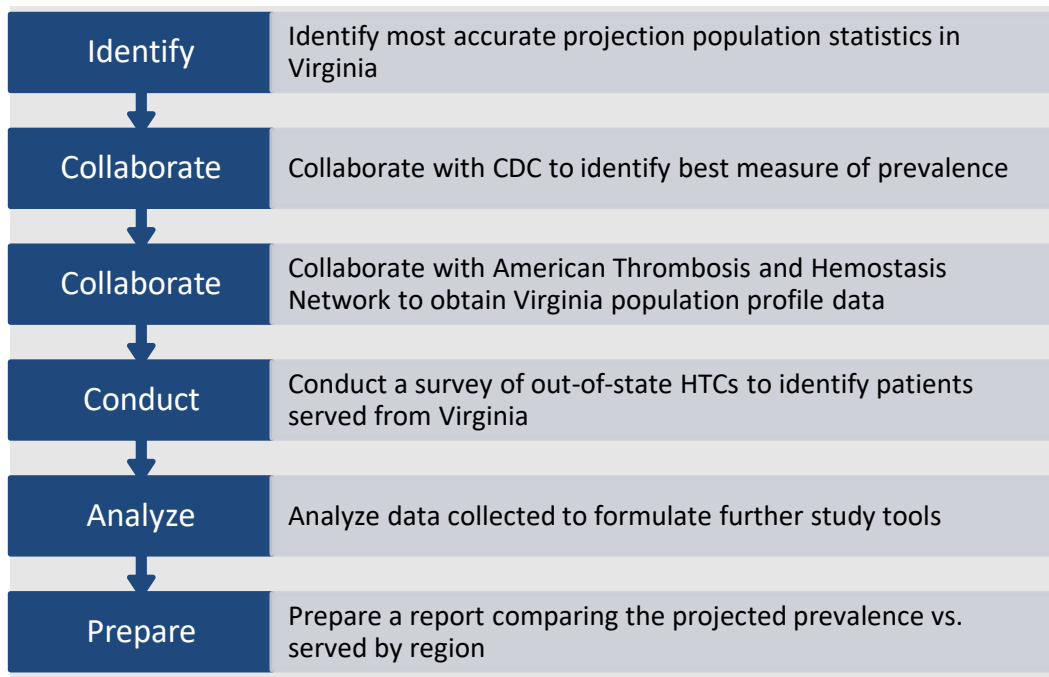 Identify
Identify most accurate projection population statistics in
Virginia
Collaborate
Collaborate with CDC to identify best measure of prevalence
Collaborate
Collaborate with American Thrombosis and Hemostasis
Network to obtain Virginia population profile data
Conduct
Conduct a survey of out-of-state HTCs to identify patients
served from Virginia
Analyze
Analyze data collected to formulate further study tools
Prepare
Prepare a report comparing the projected prevalence vs.
served by region